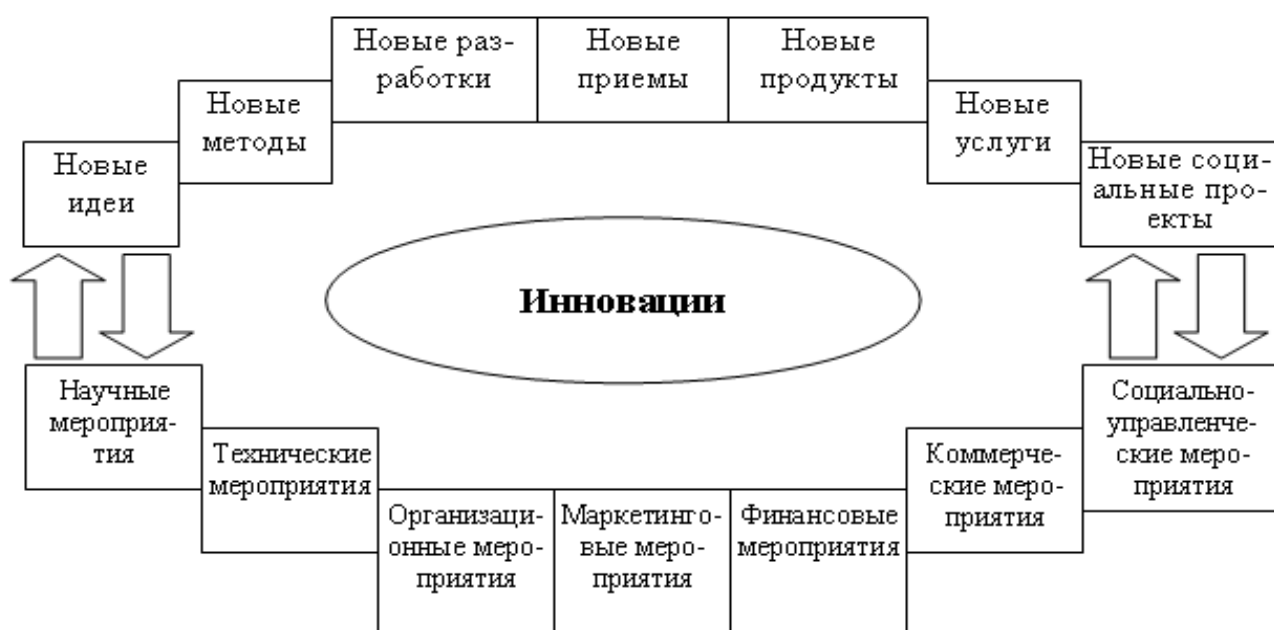 Новые раз-
работки
Новые
приемы
Новые
продукты
Новые
методы
Новые
услуги
Новые
идеи
Новые соци-
альные про-
екты
Инновации
Научные
мероприя-
тия
Социально-
управленче-
ские меро-
приятия
Технические
мероприятия
Коммерче-
ские меро-
приятия
Организаци-
онные меро-
приятия
Маркетинго-
вые меро-
приятия
Финансовые
мероприятия